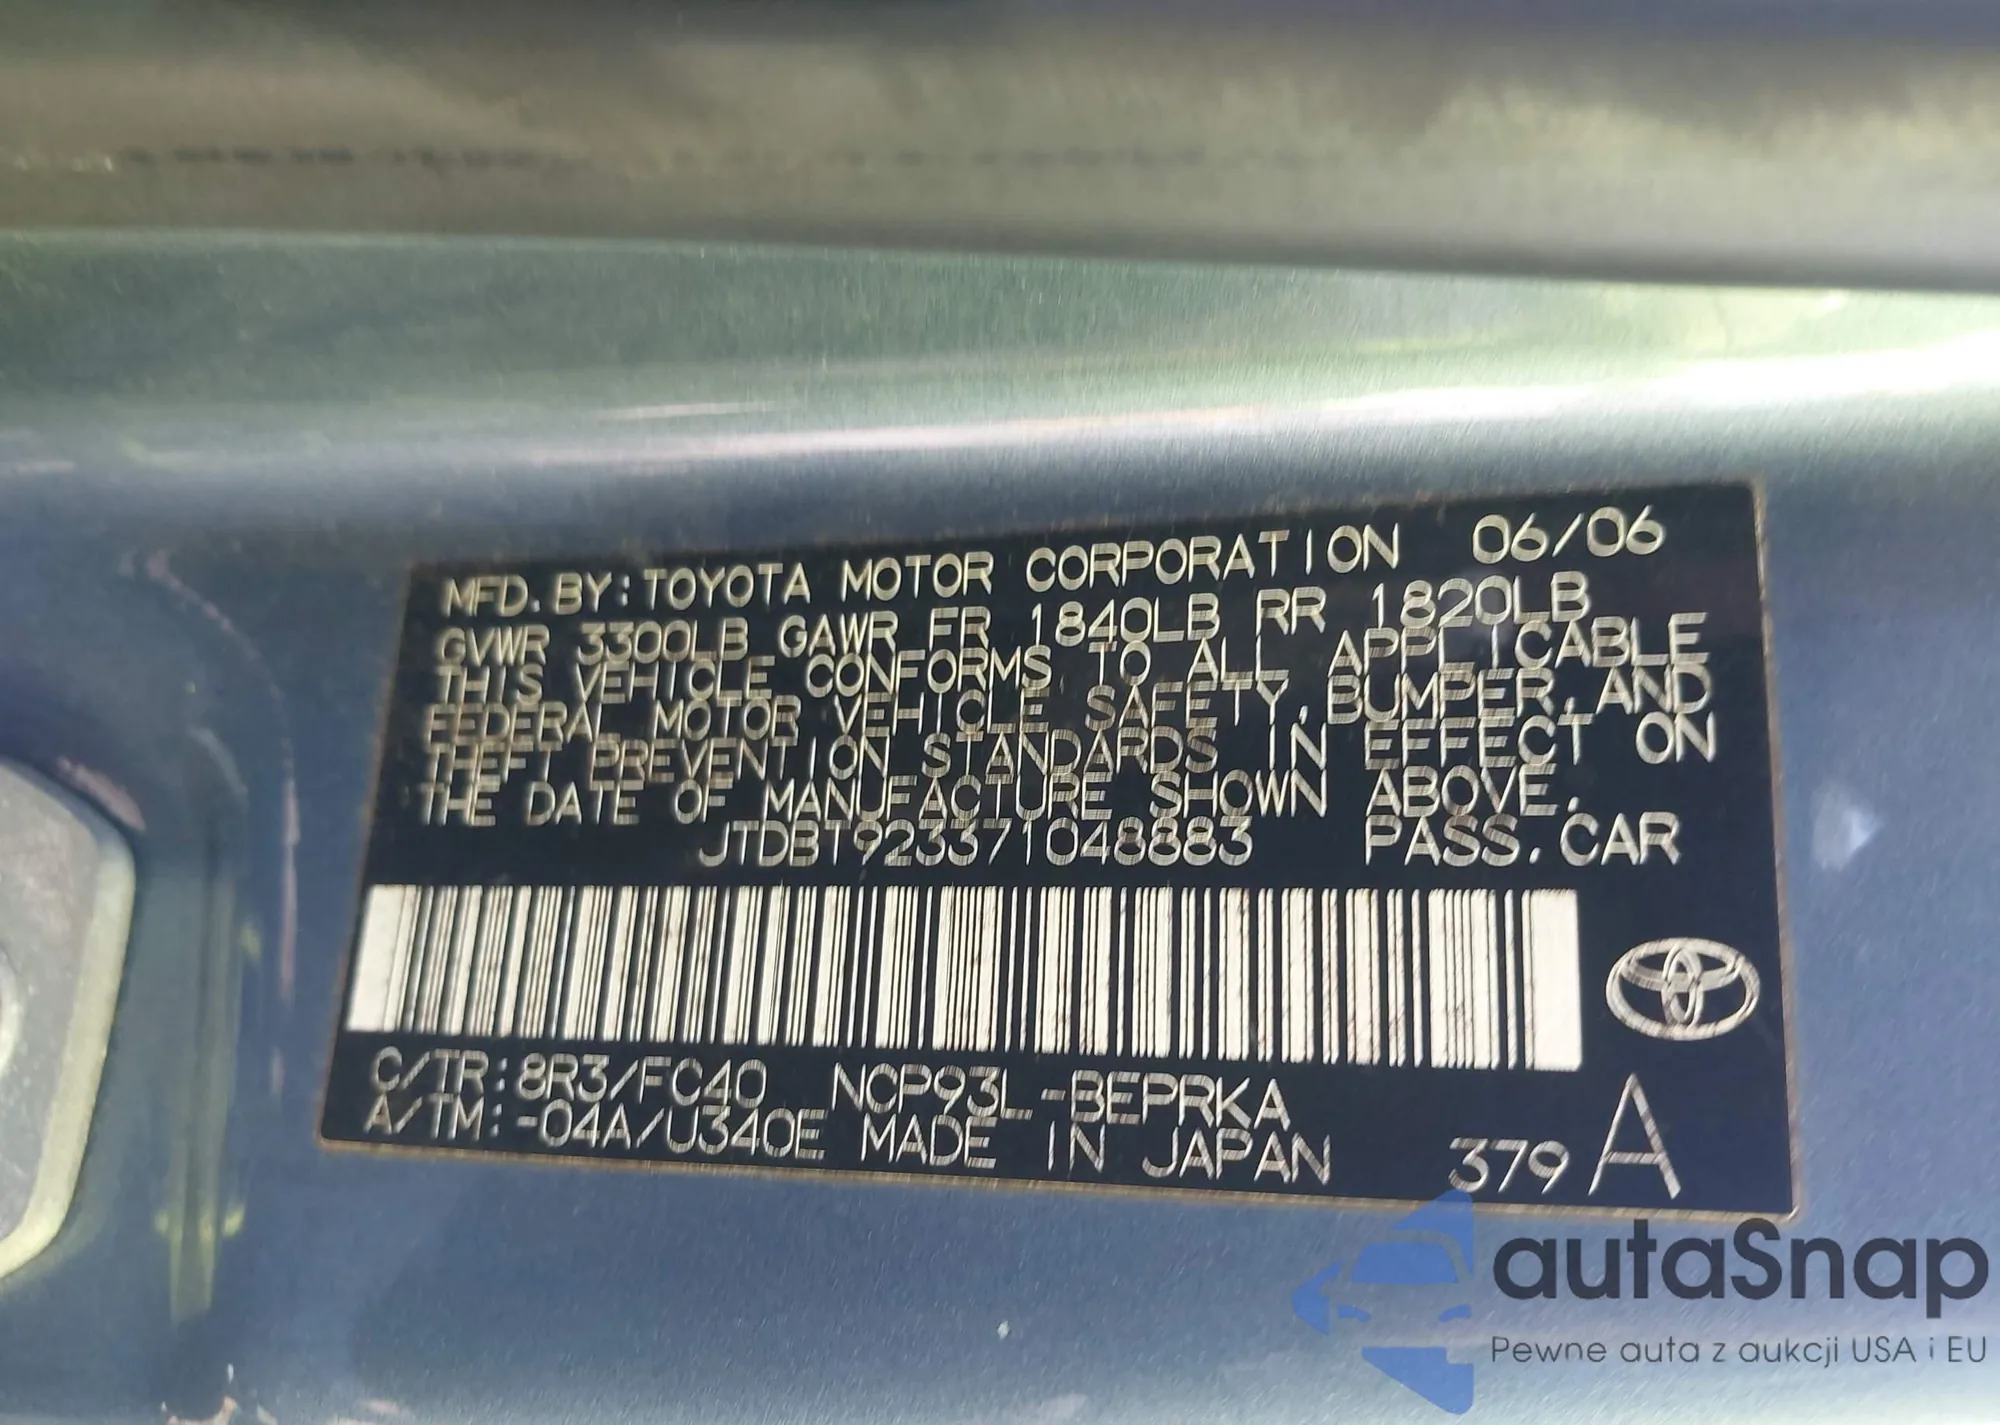 MFD. BY: TOYOTA MOTOR CORPORATION 06/06
GVWR 3300LB GAWR FR 1840LB RR 1820LB
THIS VEHICLE CONFORMS TO ALL APPLICABLE
FEDERAL MOTOR VEHICLE SAFETY, BUMPER, AND
THEFT PREVENTION STANDARDS IN EFFECT ON
THE DATE OF MANUFACTURE SHOWN ABOVE.
JTDBT923371048883 PASS. CAR
C/TR: 8R3/FC40 NCP93L-BEPRKA
A/TM: -04A/U340E MADE IN JAPAN 379 A
autaSnap
Pewne auta z aukcji USA i EU